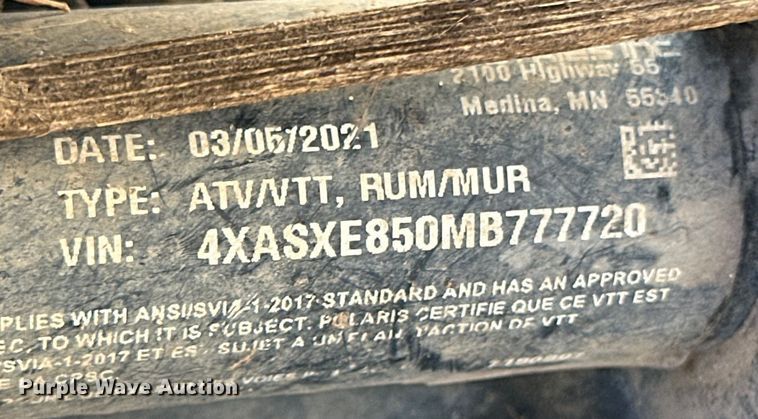 2100 Highway 55
Medina, MN 55340
DATE: 03/05/2021
TYPE: ATV/VTT, RUM/MUR
VIN: 4XASXE850MB777720
PLIES WITH ANSI/SVIA-1-2017 STANDARD AND HAS AN APPROVED
TO WHICH IT IS SUBJECT. POLARIS CERTIFIE QUE CE VTT EST
SVIA-1-2017 ET EST SUJET A UN PLAN D'ACTION DE VTT
CPSC.
Purple Wave Auction